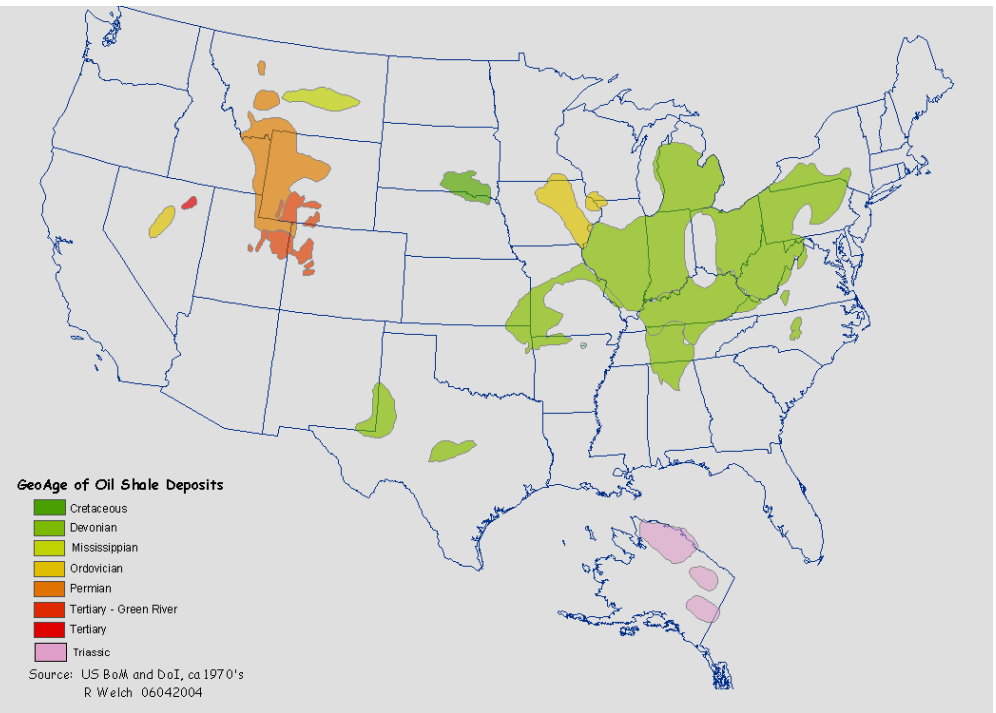 GeoAge of Oil Shale Deposits
Cretaceous
Devonian
Mississippian
Ordovician
Permian
Tertiary - Green River
Tertiary
Triassic
Source: US BoM and DoI, ca 1970's
R Welch 06042004